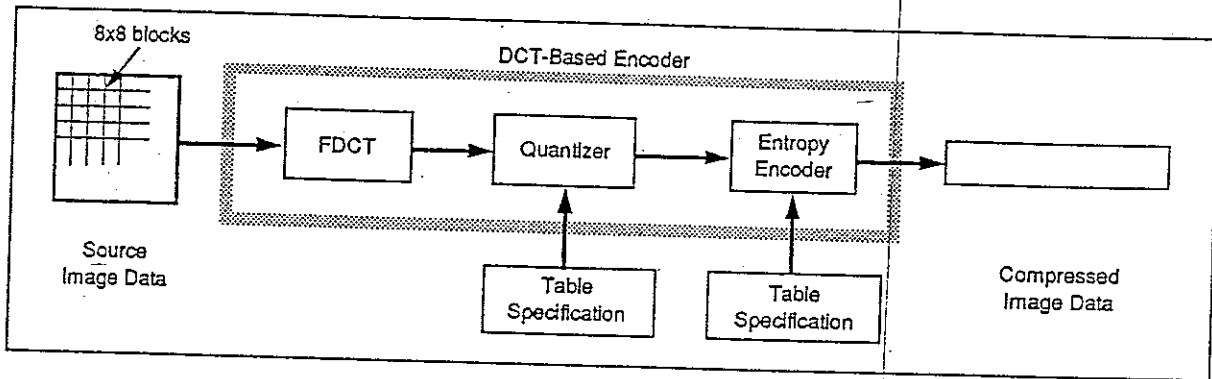 8x8 blocks
DCT-Based Encoder
FDCT
Quantizer
Entropy
Encoder
Source
Image Data
Table
Specification
Table
Specification
Compressed
Image Data